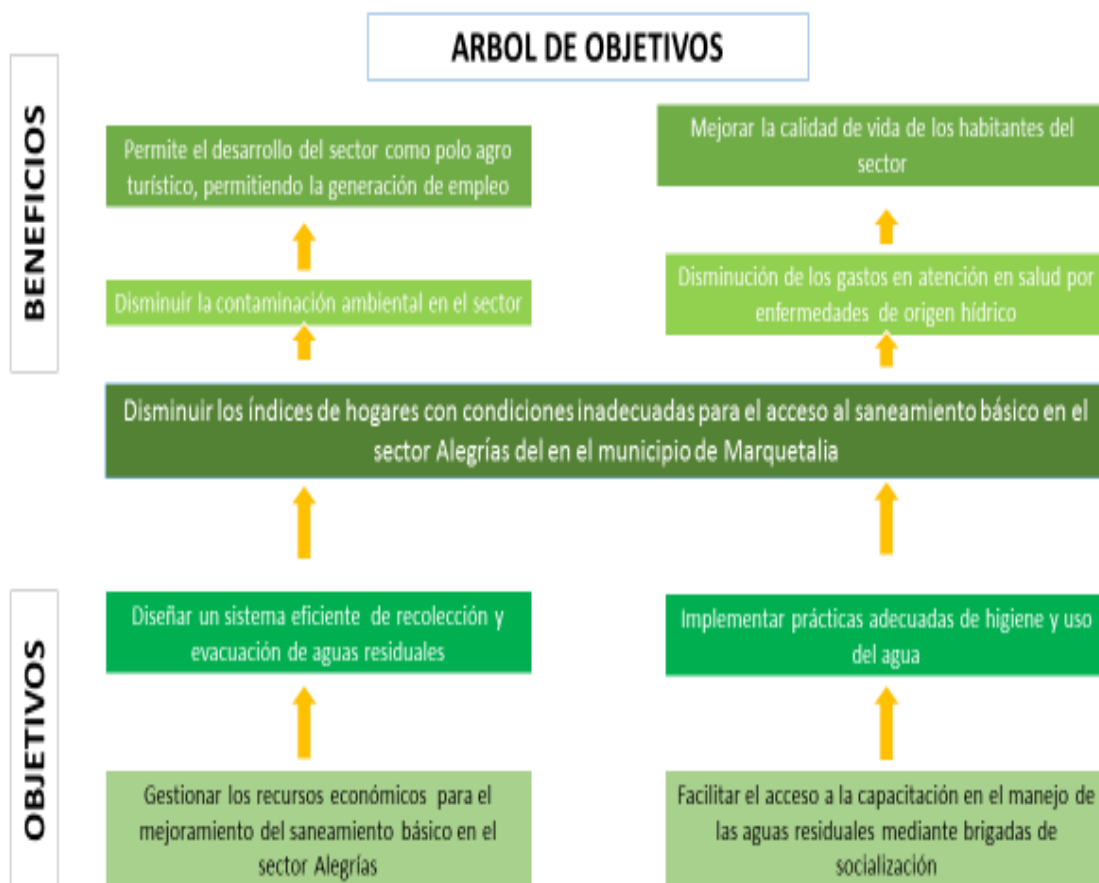 ARBOL DE OBJETIVOS
BENEFICIOS
Permite el desarrollo del sector como polo agro
turístico, permitiendo la generación de empleo
Mejorar la calidad de vida de los habitantes del
sector
Disminuir la contaminación ambiental en el sector
Disminución de los gastos en atención en salud por
enfermedades de origen hídrico
Disminuir los índices de hogares con condiciones inadecuadas para el acceso al saneamiento básico en el
sector Alegrías del en el municipio de Marquetalia
OBJETIVOS
Diseñar un sistema eficiente de recolección y
evacuación de aguas residuales
Implementar prácticas adecuadas de higiene y uso
del agua
Gestionar los recursos económicos para el
mejoramiento del saneamiento básico en el
sector Alegrías
Facilitar el acceso a la capacitación en el manejo de
las aguas residuales mediante brigadas de
socialización